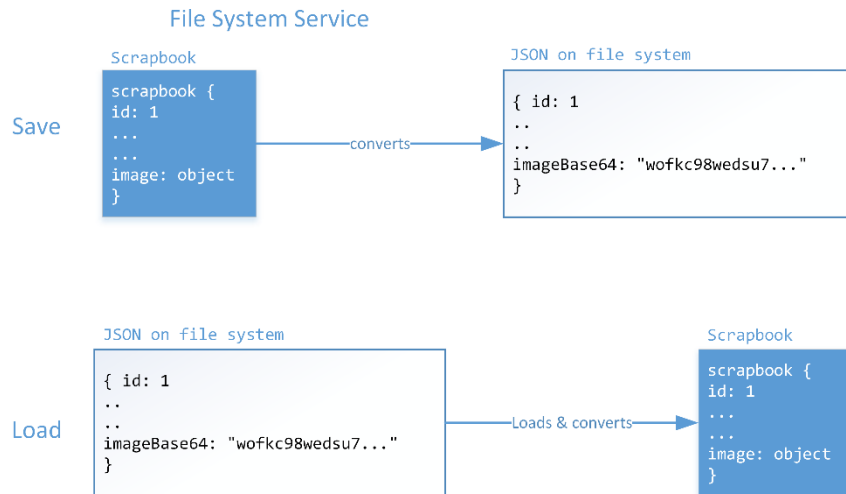 File System Service
Scrapbook
JSON on file system
Save
scrapbook {
id: 1
...
...
image: object
}
converts
{ id: 1
..
..
imageBase64: "wofkc98wedsu7..."
}
JSON on file system
Scrapbook
Load
{ id: 1
..
..
imageBase64: "wofkc98wedsu7..."
}
Loads & converts
scrapbook {
id: 1
...
...
image: object
}